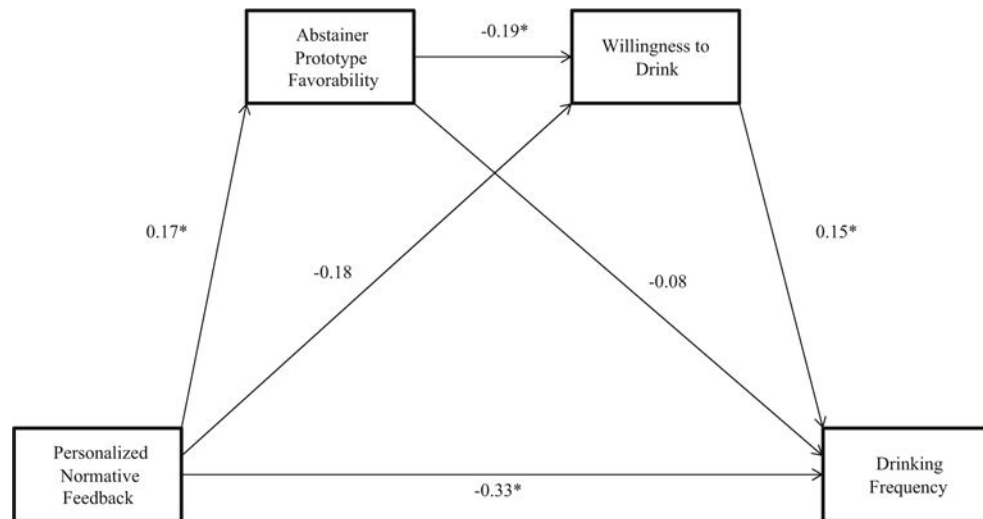 Abstainer
Prototype
Favorability
-0.19*
Willingness to
Drink
0.17*
-0.18
-0.08
0.15*
Personalized
Normative
Feedback
-0.33*
Drinking
Frequency